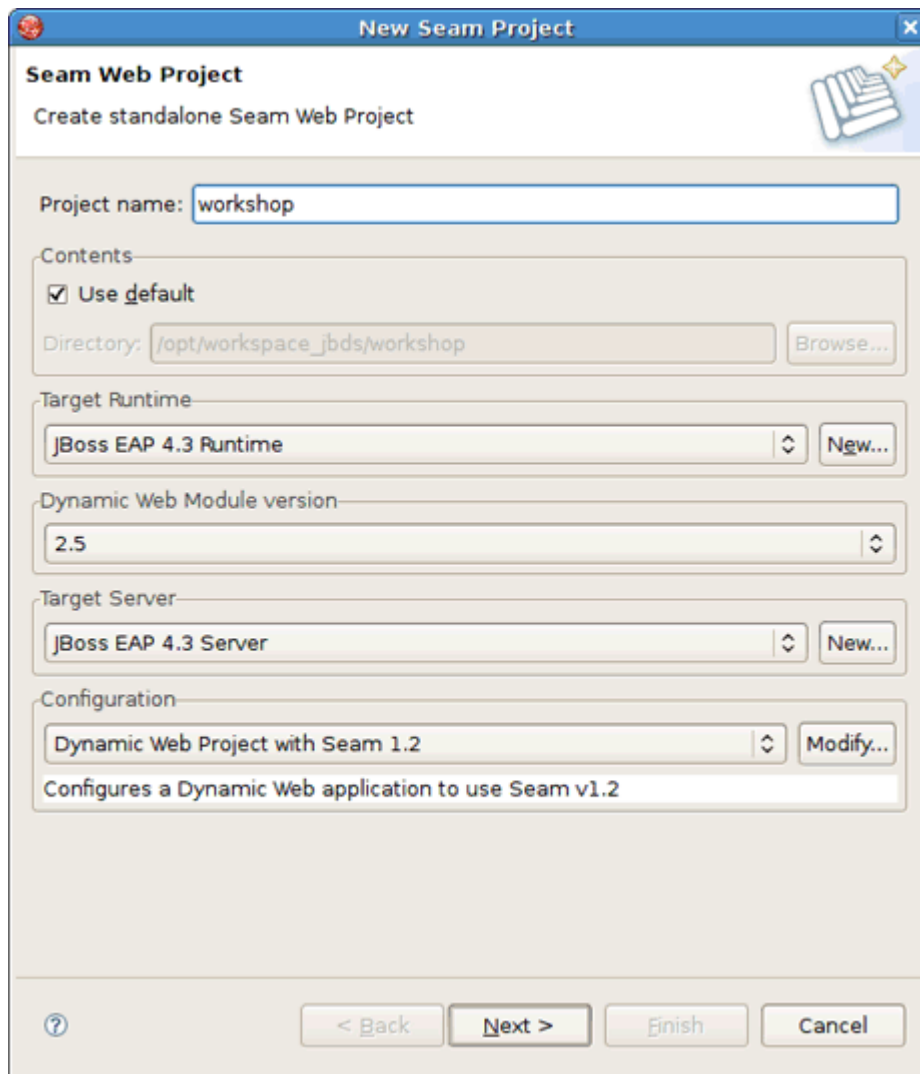 New Seam Project
Seam Web Project
Create standalone Seam Web Project
Project name: workshop
Contents
Use default
Directory: /opt/workspace_jbds/workshop Browse...
Target Runtime
JBoss EAP 4.3 Runtime New...
Dynamic Web Module version
2.5
Target Server
JBoss EAP 4.3 Server New...
Configuration
Dynamic Web Project with Seam 1.2 Modify...
Configures a Dynamic Web application to use Seam v1.2
? < Back Next > Finish Cancel